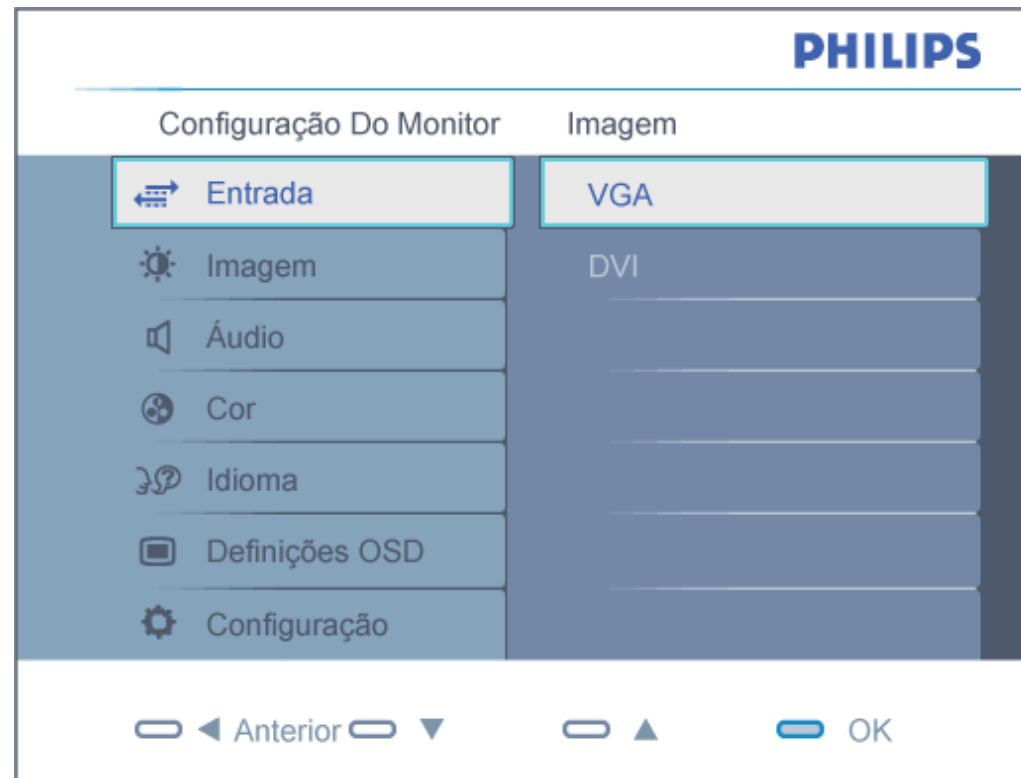 PHILIPS
Configuração Do Monitor Imagem
Entrada VGA
Imagem DVI
Áudio
Cor
Idioma
Definições OSD
Configuração
Anterior OK